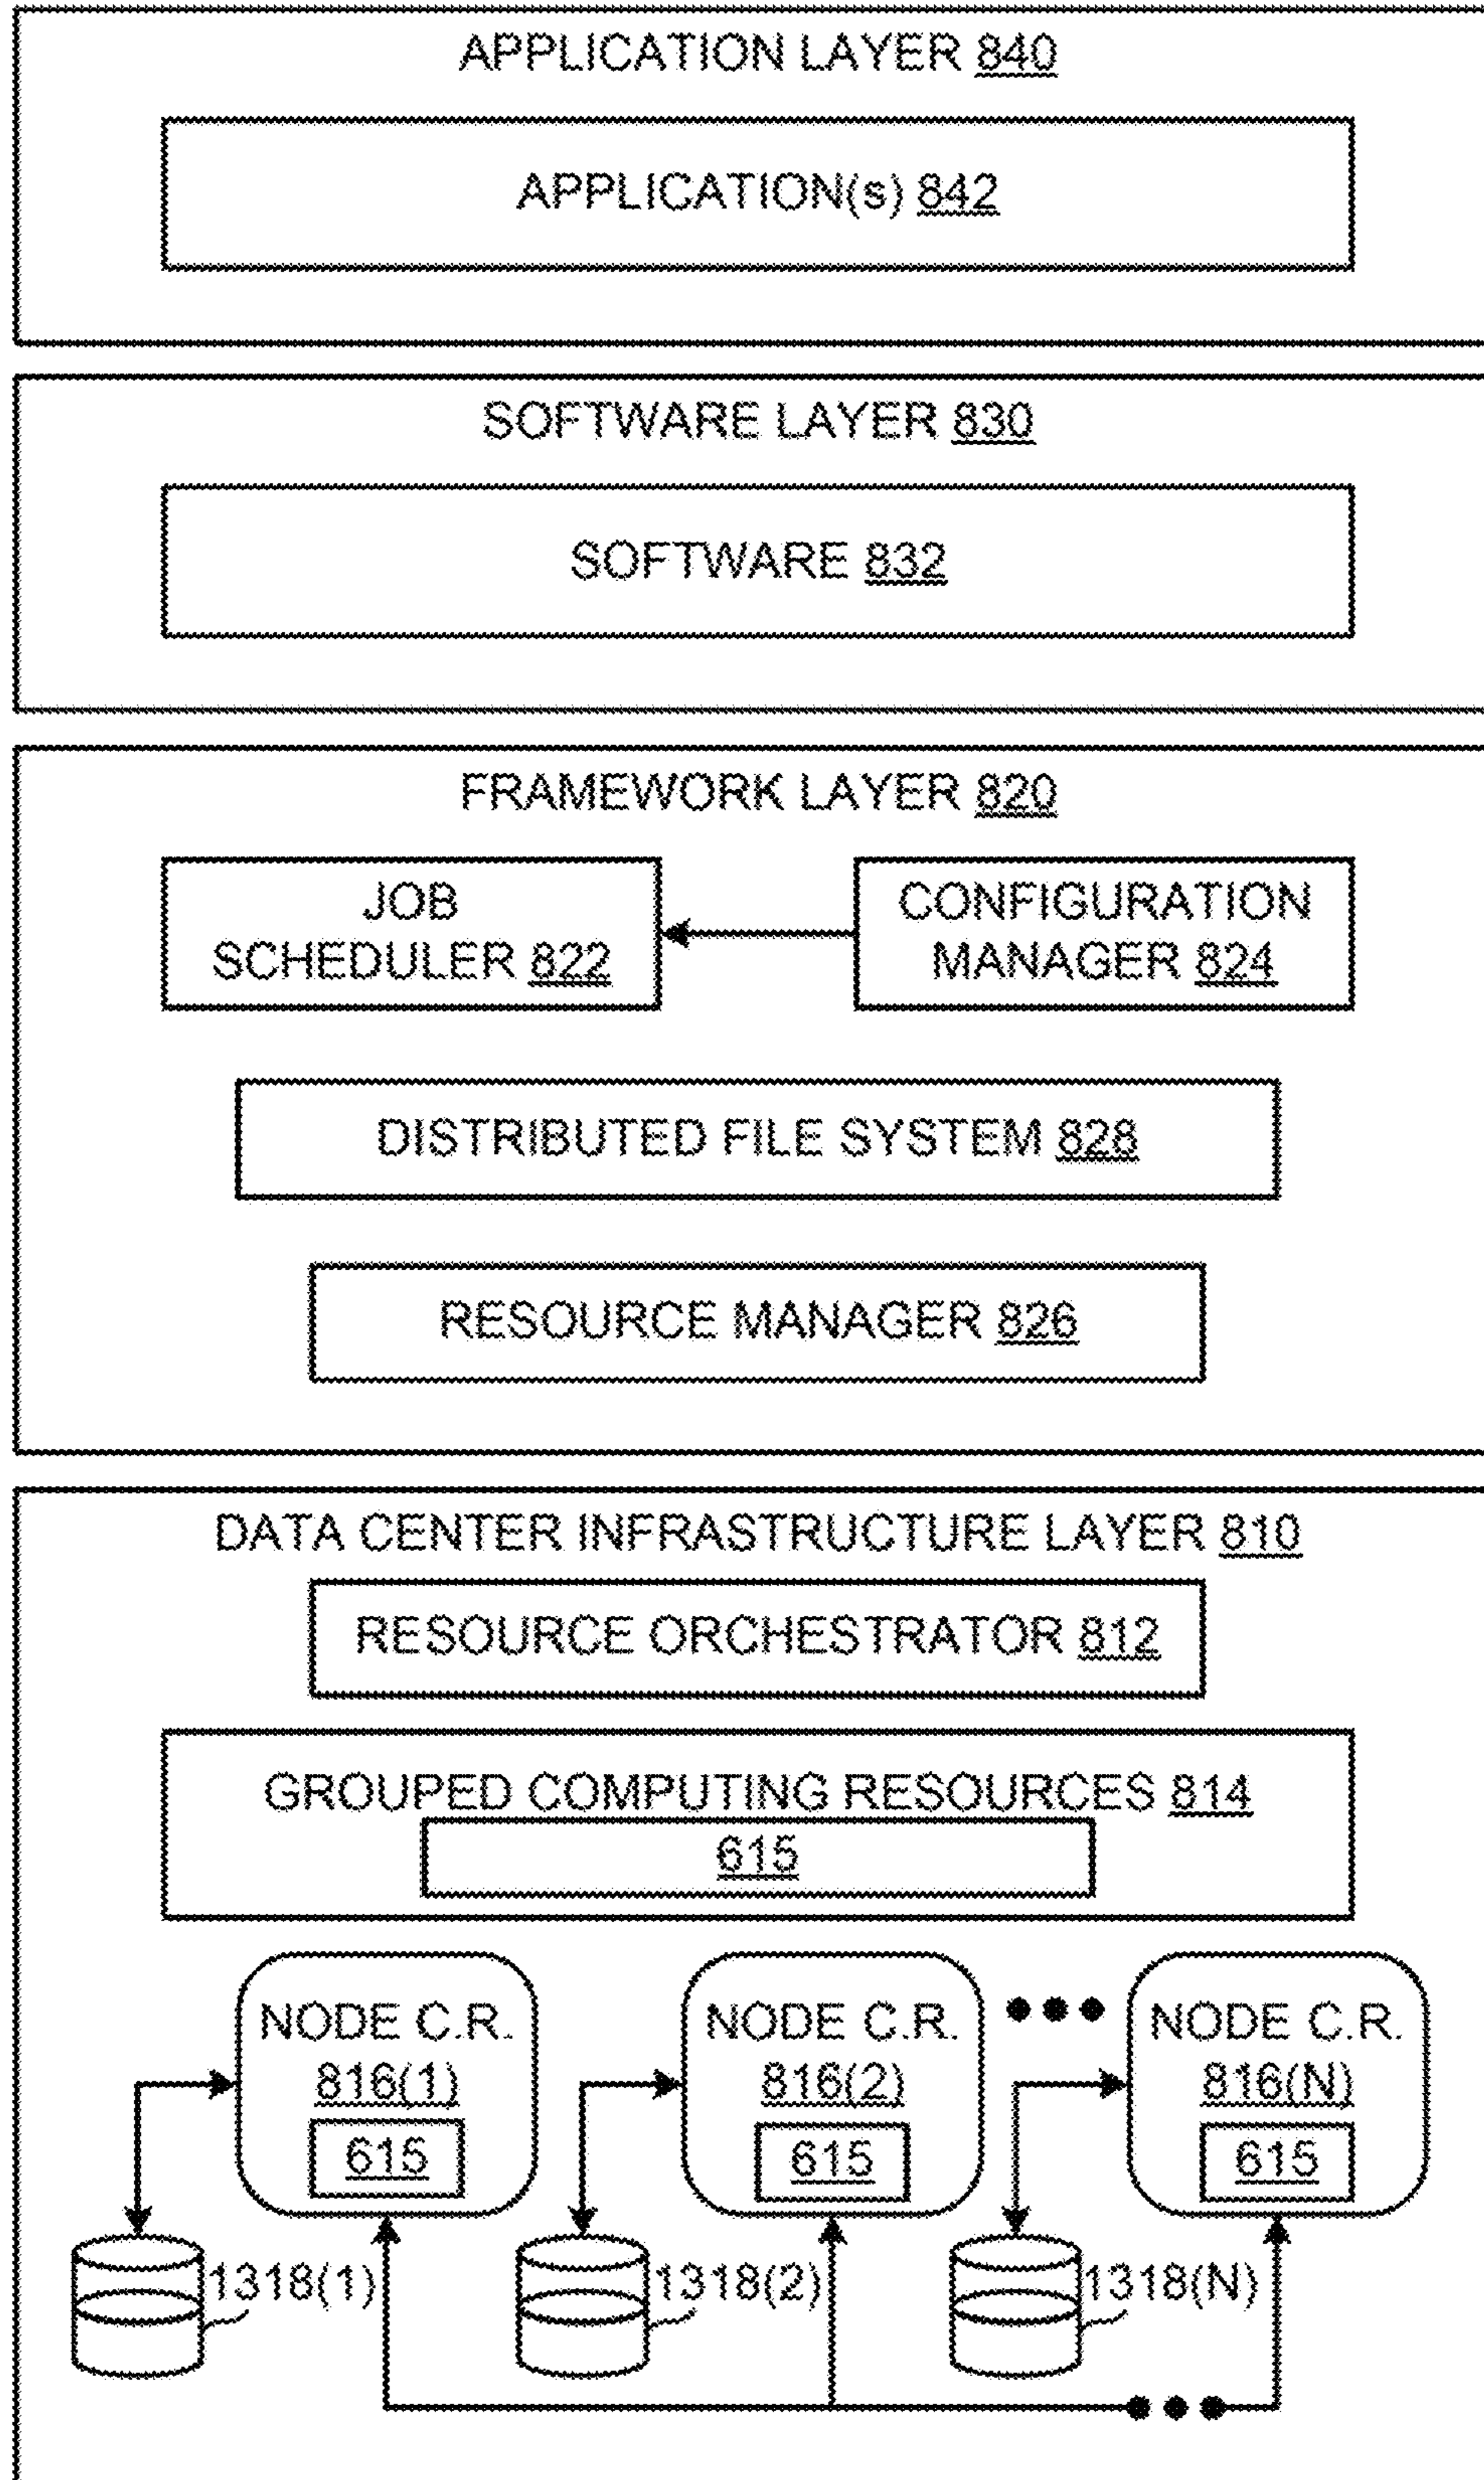 APPLICATION LAYER 840
APPLICATION(s) 842
SOFTWARE LAYER 830
SOFTWARE 832
FRAMEWORK LAYER 820
JOB
SCHEDULER 822
CONFIGURATION
MANAGER 824
DISTRIBUTED FILE SYSTEM 828
RESOURCE MANAGER 826
DATA CENTER INFRASTRUCTURE LAYER 810
RESOURCE ORCHESTRATOR 812
GROUPED COMPUTING RESOURCES 814
615
NODE C.R.
816(1)
615
NODE C.R.
816(2)
615
NODE C.R.
816(N)
615
1318(1)
1318(2)
1318(N)